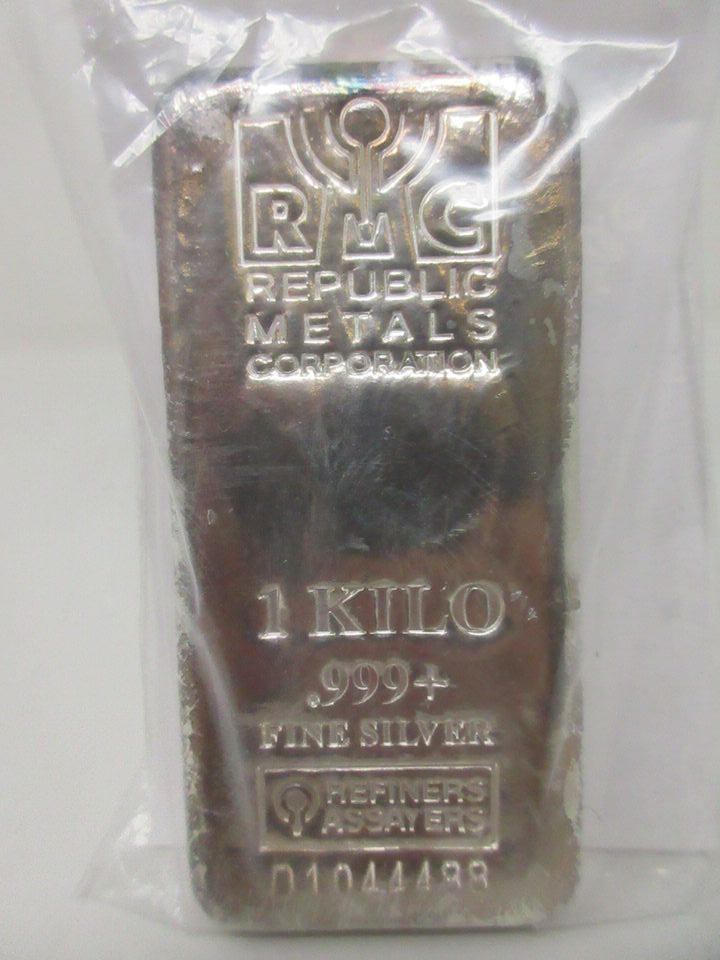 RMC
REPUBLIC
METALS
CORPORATION
1 KILO
.999+
FINE SILVER
REFINERS
ASSAYERS